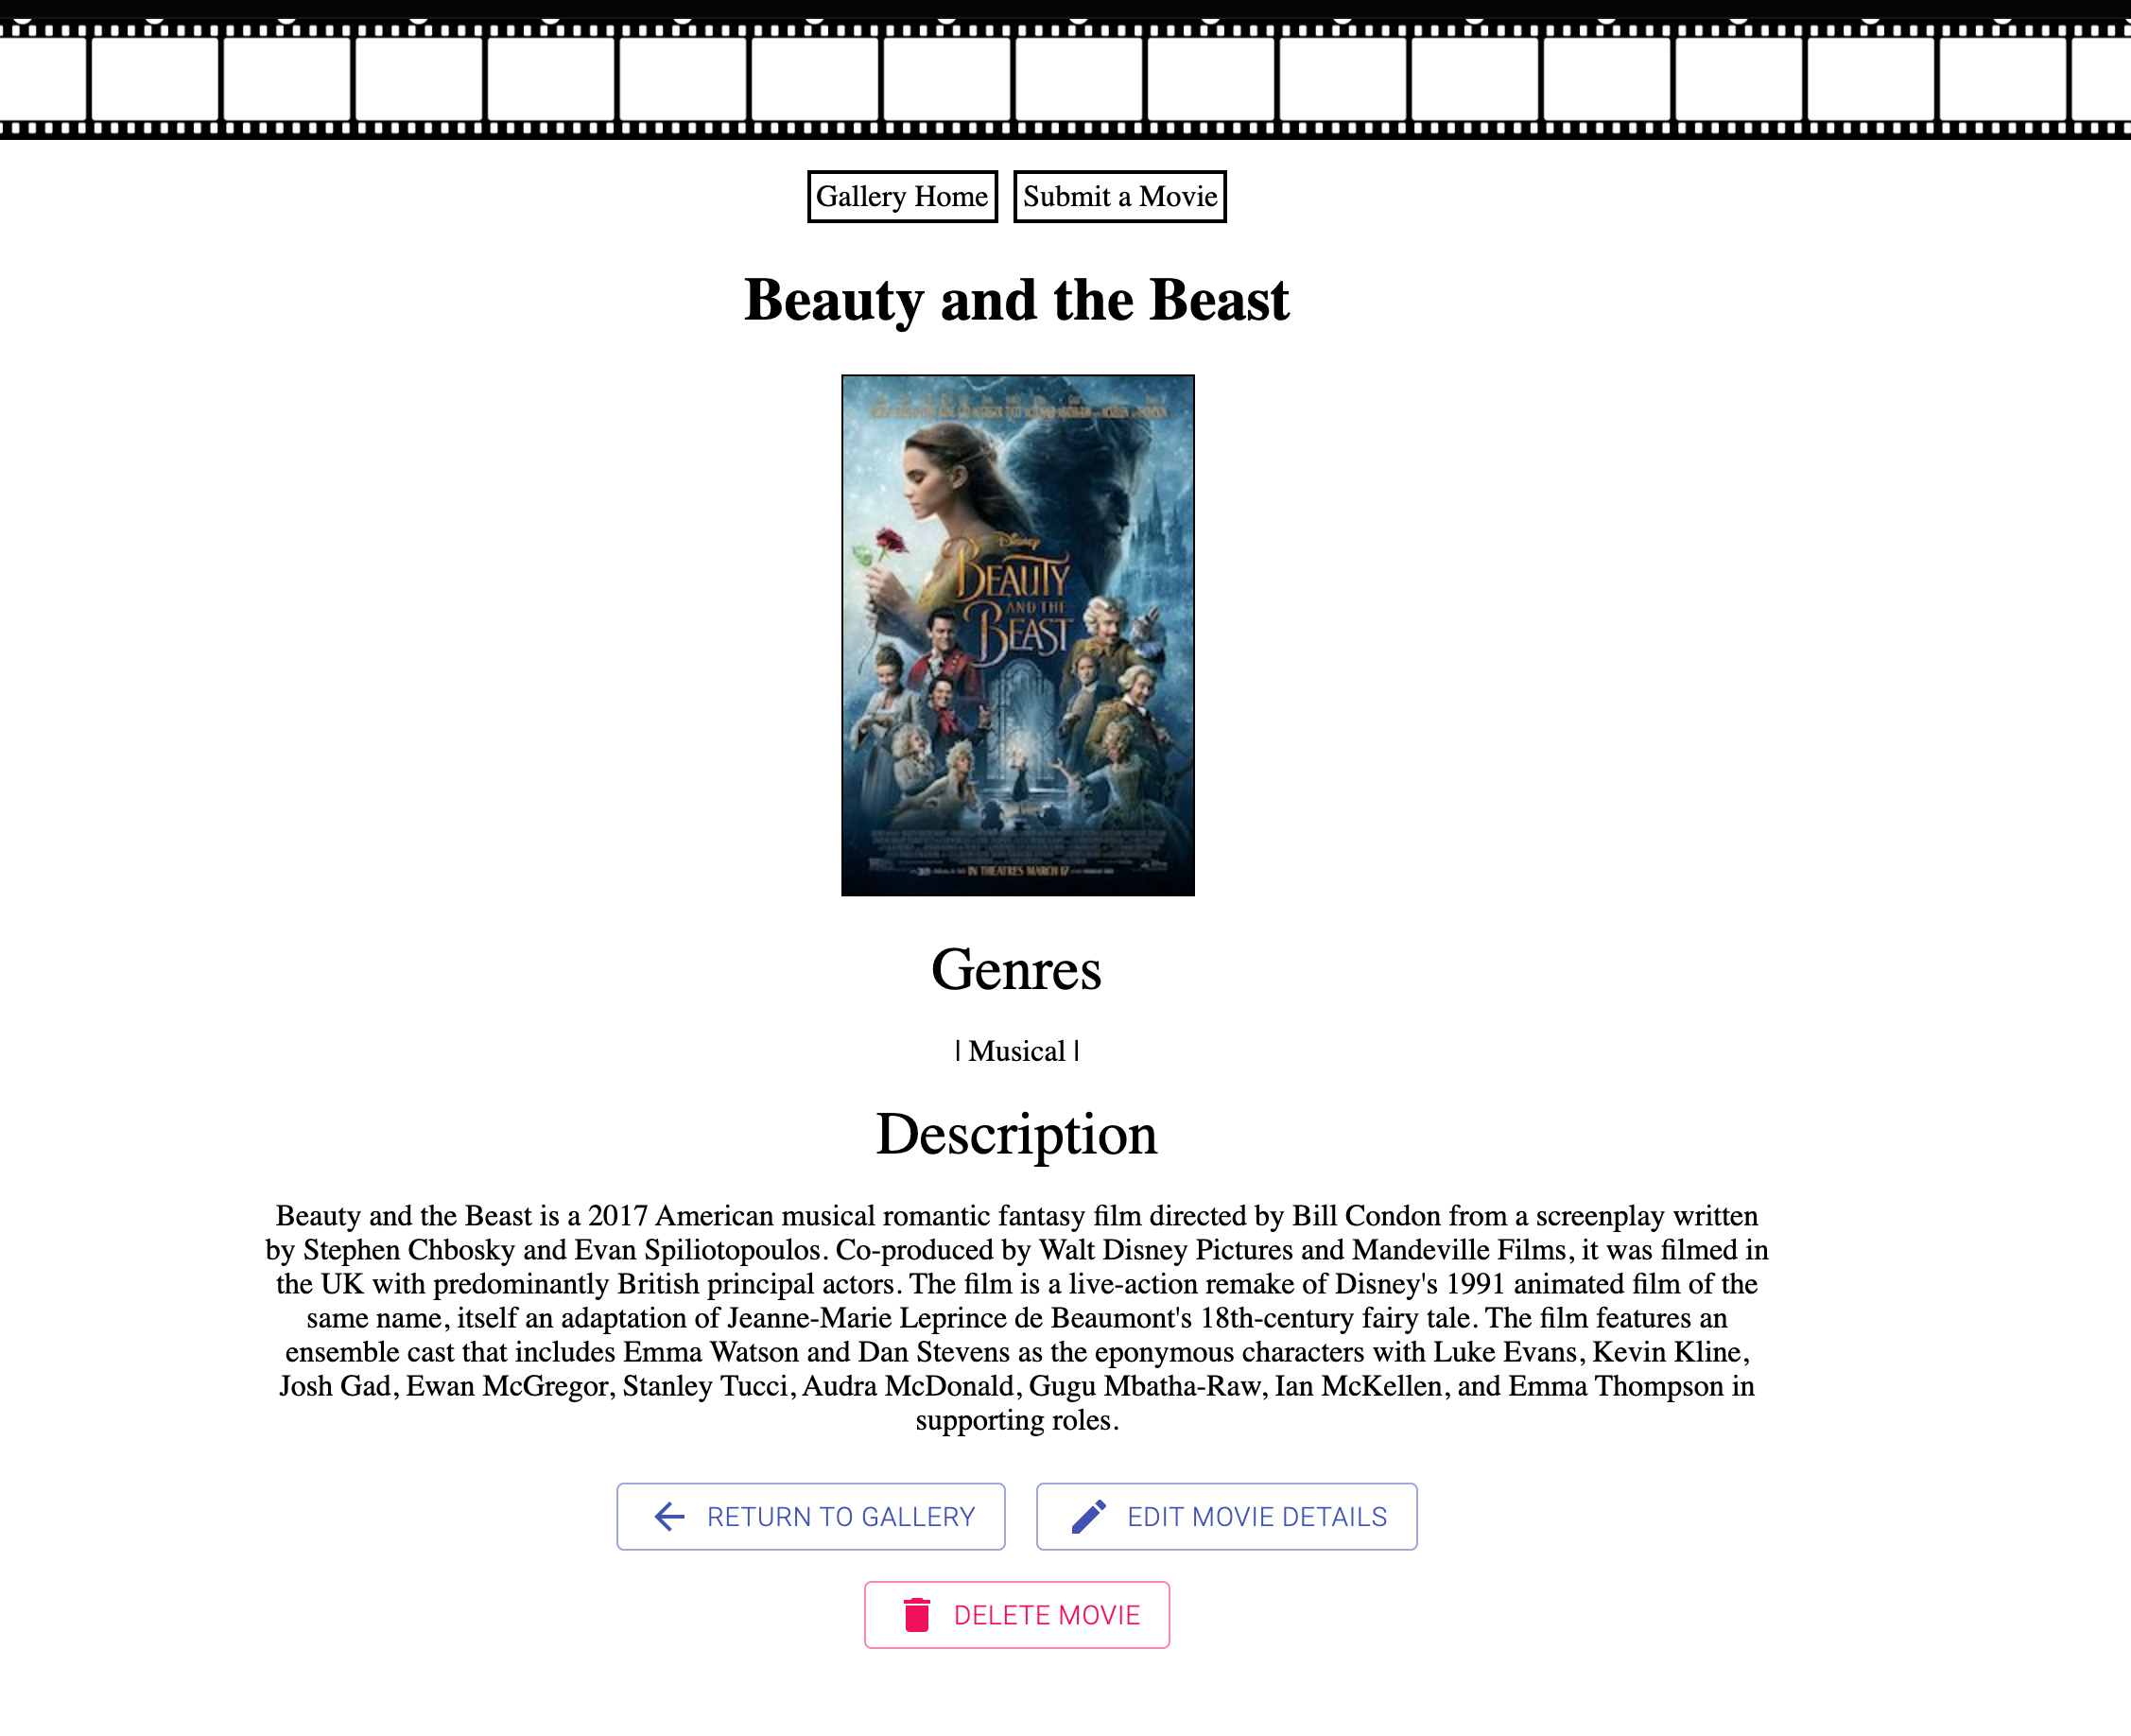 Gallery Home
Submit a Movie
Beauty and the Beast
Disney
BEAUTY
AND THE
BEAST
IN THEATRES MARCH 17
Genres
| Musical |
Description
Beauty and the Beast is a 2017 American musical romantic fantasy film directed by Bill Condon from a screenplay written
by Stephen Chbosky and Evan Spiliotopoulos. Co-produced by Walt Disney Pictures and Mandeville Films, it was filmed in
the UK with predominantly British principal actors. The film is a live-action remake of Disney's 1991 animated film of the
same name, itself an adaptation of Jeanne-Marie Leprince de Beaumont's 18th-century fairy tale. The film features an
ensemble cast that includes Emma Watson and Dan Stevens as the eponymous characters with Luke Evans, Kevin Kline,
Josh Gad, Ewan McGregor, Stanley Tucci, Audra McDonald, Gugu Mbatha-Raw, Ian McKellen, and Emma Thompson in
supporting roles.
RETURN TO GALLERY
EDIT MOVIE DETAILS
DELETE MOVIE